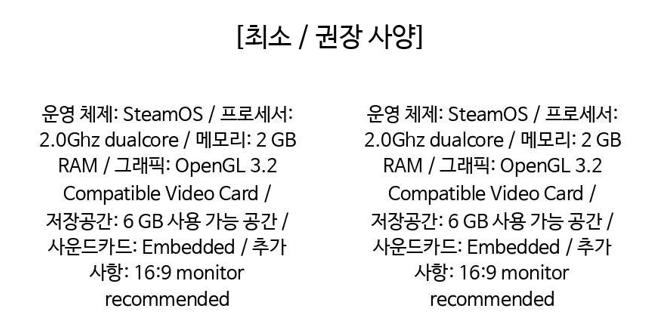 [최소 / 권장 사양]
운영 체제: SteamOS / 프로세서:
2.0Ghz dualcore / 메모리: 2 GB
RAM / 그래픽: OpenGL 3.2
Compatible Video Card /
저장공간: 6 GB 사용 가능 공간 /
사운드카드: Embedded / 추가
사항: 16:9 monitor
recommended
운영 체제: SteamOS / 프로세서:
2.0Ghz dualcore / 메모리: 2 GB
RAM / 그래픽: OpenGL 3.2
Compatible Video Card /
저장공간: 6 GB 사용 가능 공간 /
사운드카드: Embedded / 추가
사항: 16:9 monitor
recommended